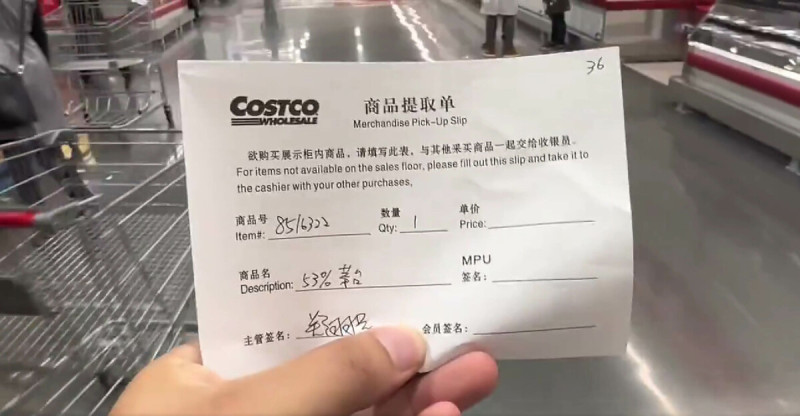 36
COSTCO
WHOLESALE
商品提取单
Merchandise Pick-Up Slip
欲购买展示柜内商品，请填写此表，与其他采买商品一起交给收银员。
For items not available on the sales floor, please fill out this slip and take it
to the cashier with your other purchases,
商品号 数量 单价
Item#: 8516322 Qty: 1 Price:
MPU
商品名 签名：
Description: 53% 茅台
主管签名： 会员签名：